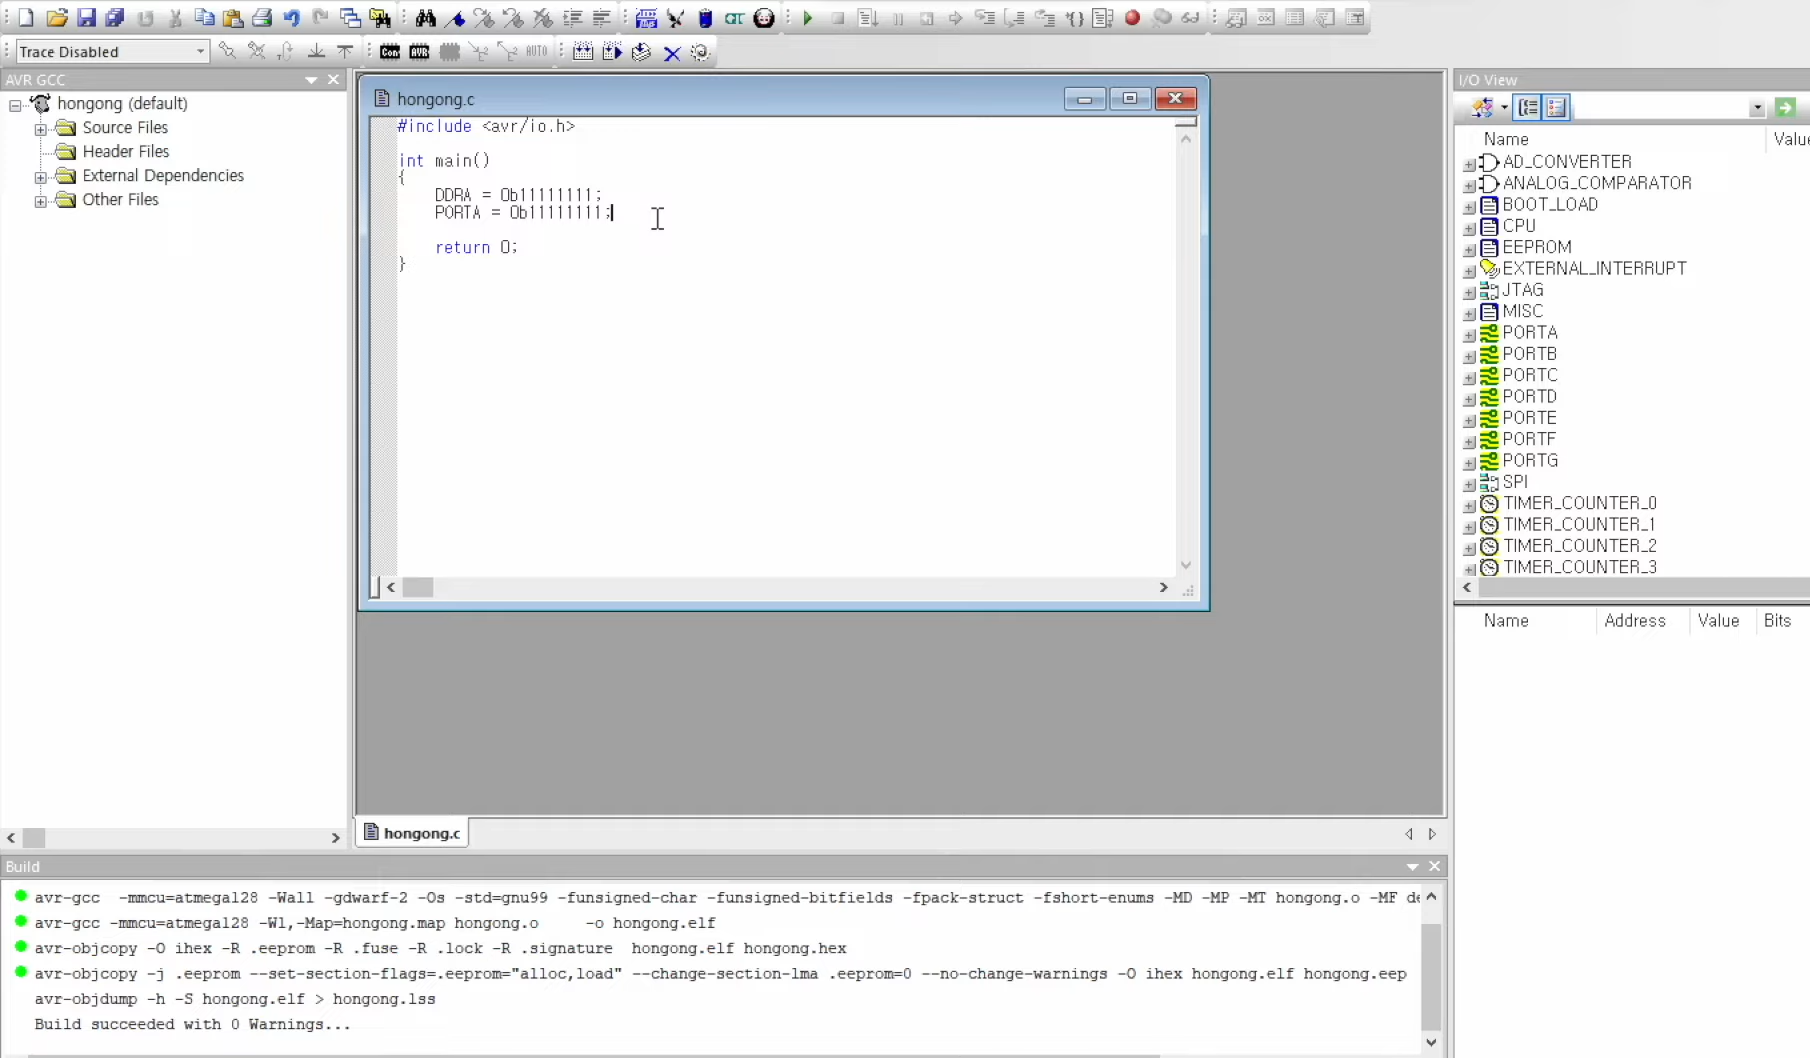 Trace Disabled
Con
AVR
AUTO
AVR GCC
hongong (default)
Source Files
Header Files
External Dependencies
Other Files
hongong.c
#include <avr/io.h>
int main()
{
DDRA = 0b11111111;
PORTA = 0b11111111;
return 0;
}
hongong.c
I/O View
Name Value
AD_CONVERTER
ANALOG_COMPARATOR
BOOT_LOAD
CPU
EEPROM
EXTERNAL_INTERRUPT
JTAG
MISC
PORTA
PORTB
PORTC
PORTD
PORTE
PORTF
PORTG
SPI
TIMER_COUNTER_0
TIMER_COUNTER_1
TIMER_COUNTER_2
TIMER_COUNTER_3
Name Address Value Bits
Build
avr-gcc -mmcu=atmega128 -Wall -gdwarf-2 -Os -std=gnu99 -funsigned-char -funsigned-bitfields -fpack-struct -fshort-enums -MD -MP -MT hongong.o -MF de
avr-gcc -mmcu=atmega128 -Wl,-Map=hongong.map hongong.o -o hongong.elf
avr-objcopy -O ihex -R .eeprom -R .fuse -R .lock -R .signature hongong.elf hongong.hex
avr-objcopy -j .eeprom --set-section-flags=.eeprom="alloc,load" --change-section-lma .eeprom=0 --no-change-warnings -O ihex hongong.elf hongong.eep
avr-objdump -h -S hongong.elf > hongong.lss
Build succeeded with 0 Warnings...